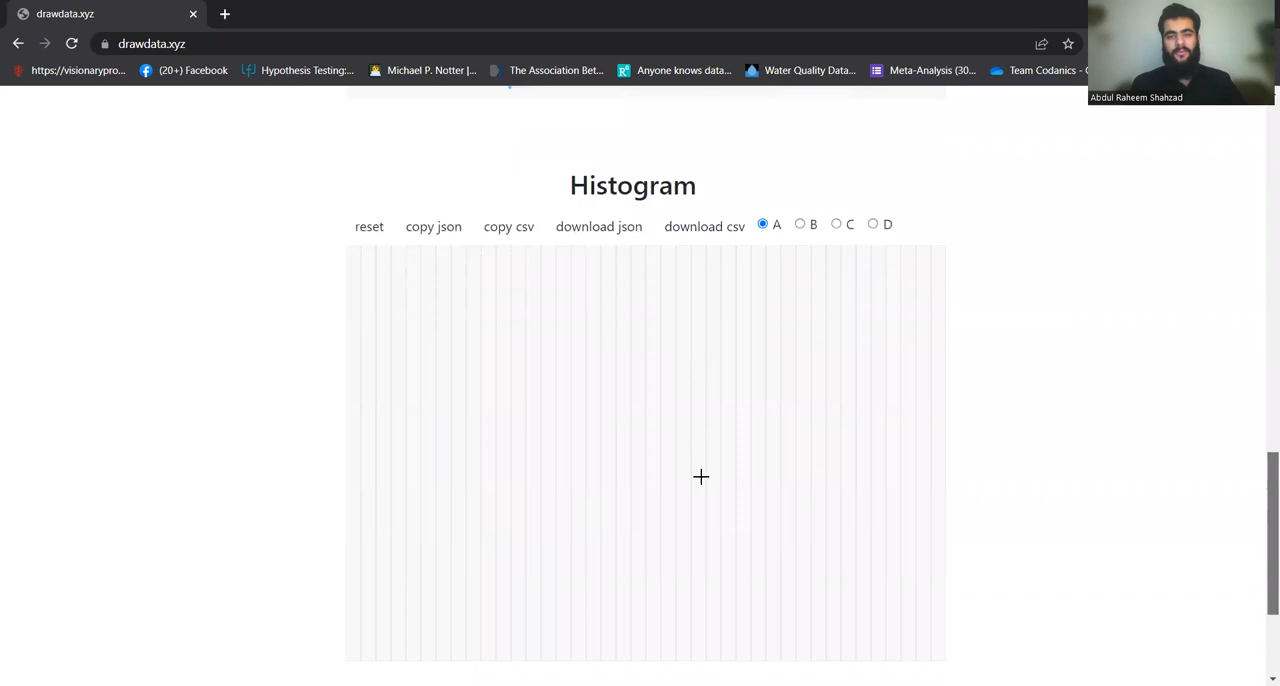 drawdata.xyz
drawdata.xyz
https://visionarypro...
(20+) Facebook
Hypothesis Testing:...
Michael P. Notter |...
The Association Bet...
Anyone knows data...
Water Quality Data...
Meta-Analysis (30...
Team Codanics -
Abdul Raheem Shahzad
Histogram
reset copy json copy csv download json download csv A B C D